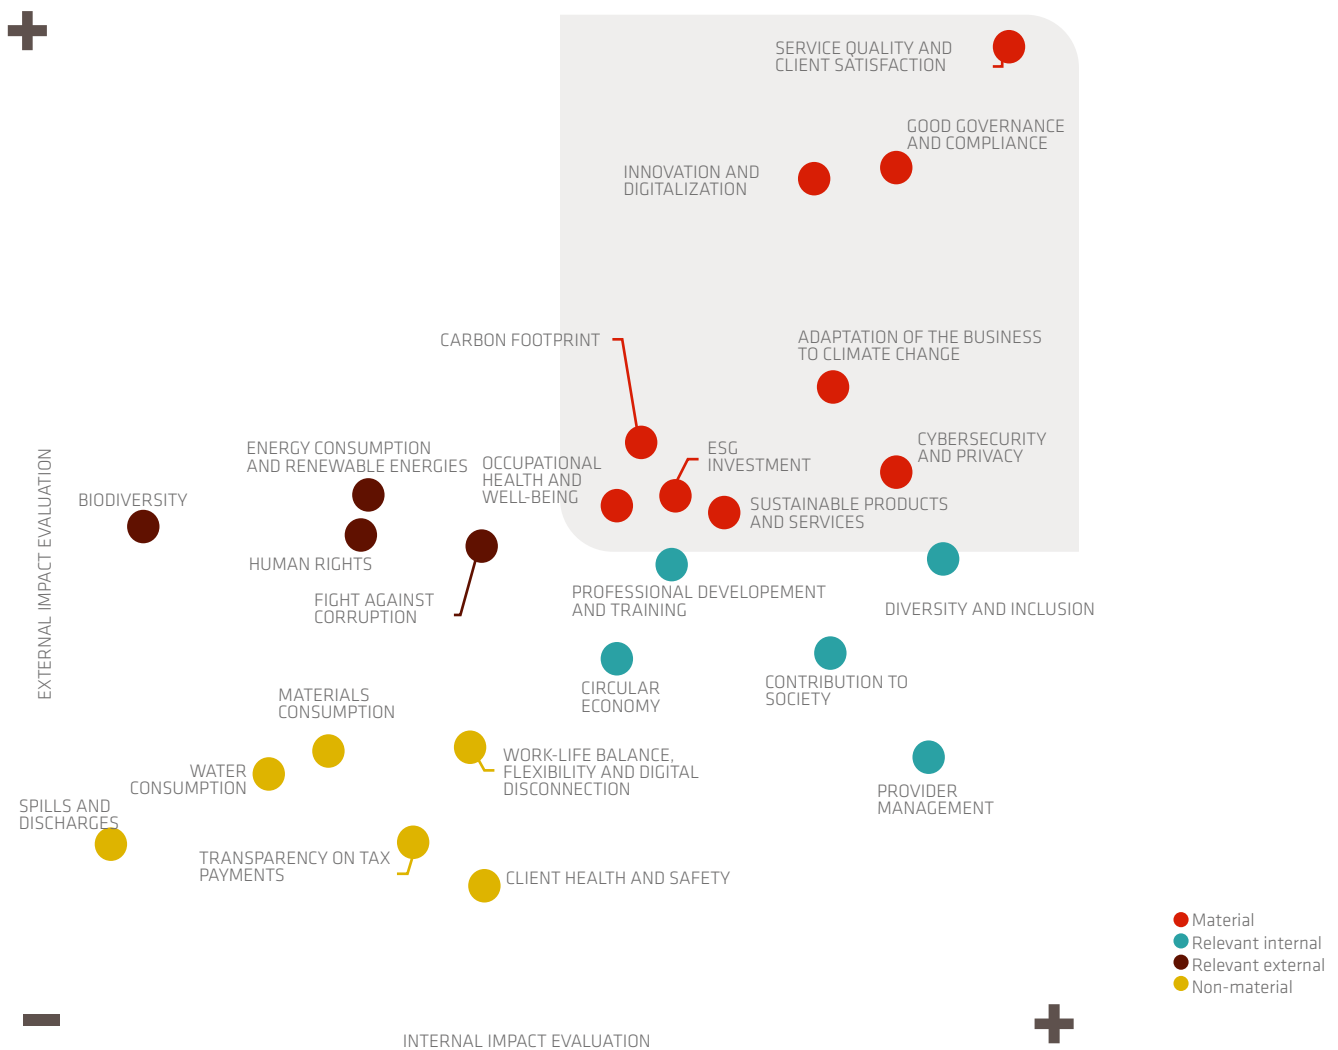 SERVICE QUALITY AND
CLIENT SATISFACTION
GOOD GOVERNANCE
AND COMPLIANCE
INNOVATION AND
DIGITALIZATION
CARBON FOOTPRINT
ADAPTATION OF THE BUSINESS
TO CLIMATE CHANGE
ENERGY CONSUMPTION
AND RENEWABLE ENERGIES
OCCUPATIONAL
HEALTH AND
WELL-BEING
ESG
INVESTMENT
CYBERSECURITY
AND PRIVACY
BIODIVERSITY
SUSTAINABLE PRODUCTS
AND SERVICES
HUMAN RIGHTS
FIGHT AGAINST
CORRUPTION
PROFESSIONAL DEVELOPEMENT
AND TRAINING
DIVERSITY AND INCLUSION
EXTERNAL IMPACT EVALUATION
MATERIALS
CONSUMPTION
CIRCULAR
ECONOMY
CONTRIBUTION TO
SOCIETY
WATER
CONSUMPTION
WORK-LIFE BALANCE,
FLEXIBILITY AND DIGITAL
DISCONNECTION
PROVIDER
MANAGEMENT
SPILLS AND
DISCHARGES
TRANSPARENCY ON TAX
PAYMENTS
CLIENT HEALTH AND SAFETY
Material
Relevant internal
Relevant external
Non-material
INTERNAL IMPACT EVALUATION